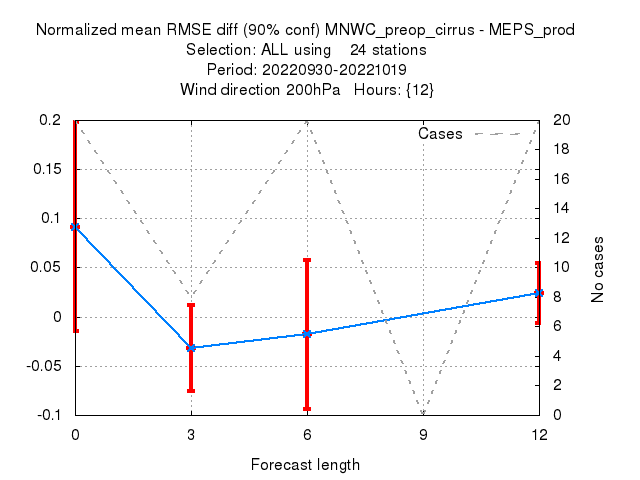 Normalized mean RMSE diff (90% conf) MNWC_preop_cirrus - MEPS_prod
Selection: ALL using    24 stations
Period: 20220930-20221019
Wind direction 200hPa   Hours: {12}
Cases
0.2
0.15
0.1
0.05
0
-0.05
-0.1
20
18
16
14
12
10
8
6
4
2
0
No cases
0 3 6 9 12
Forecast length